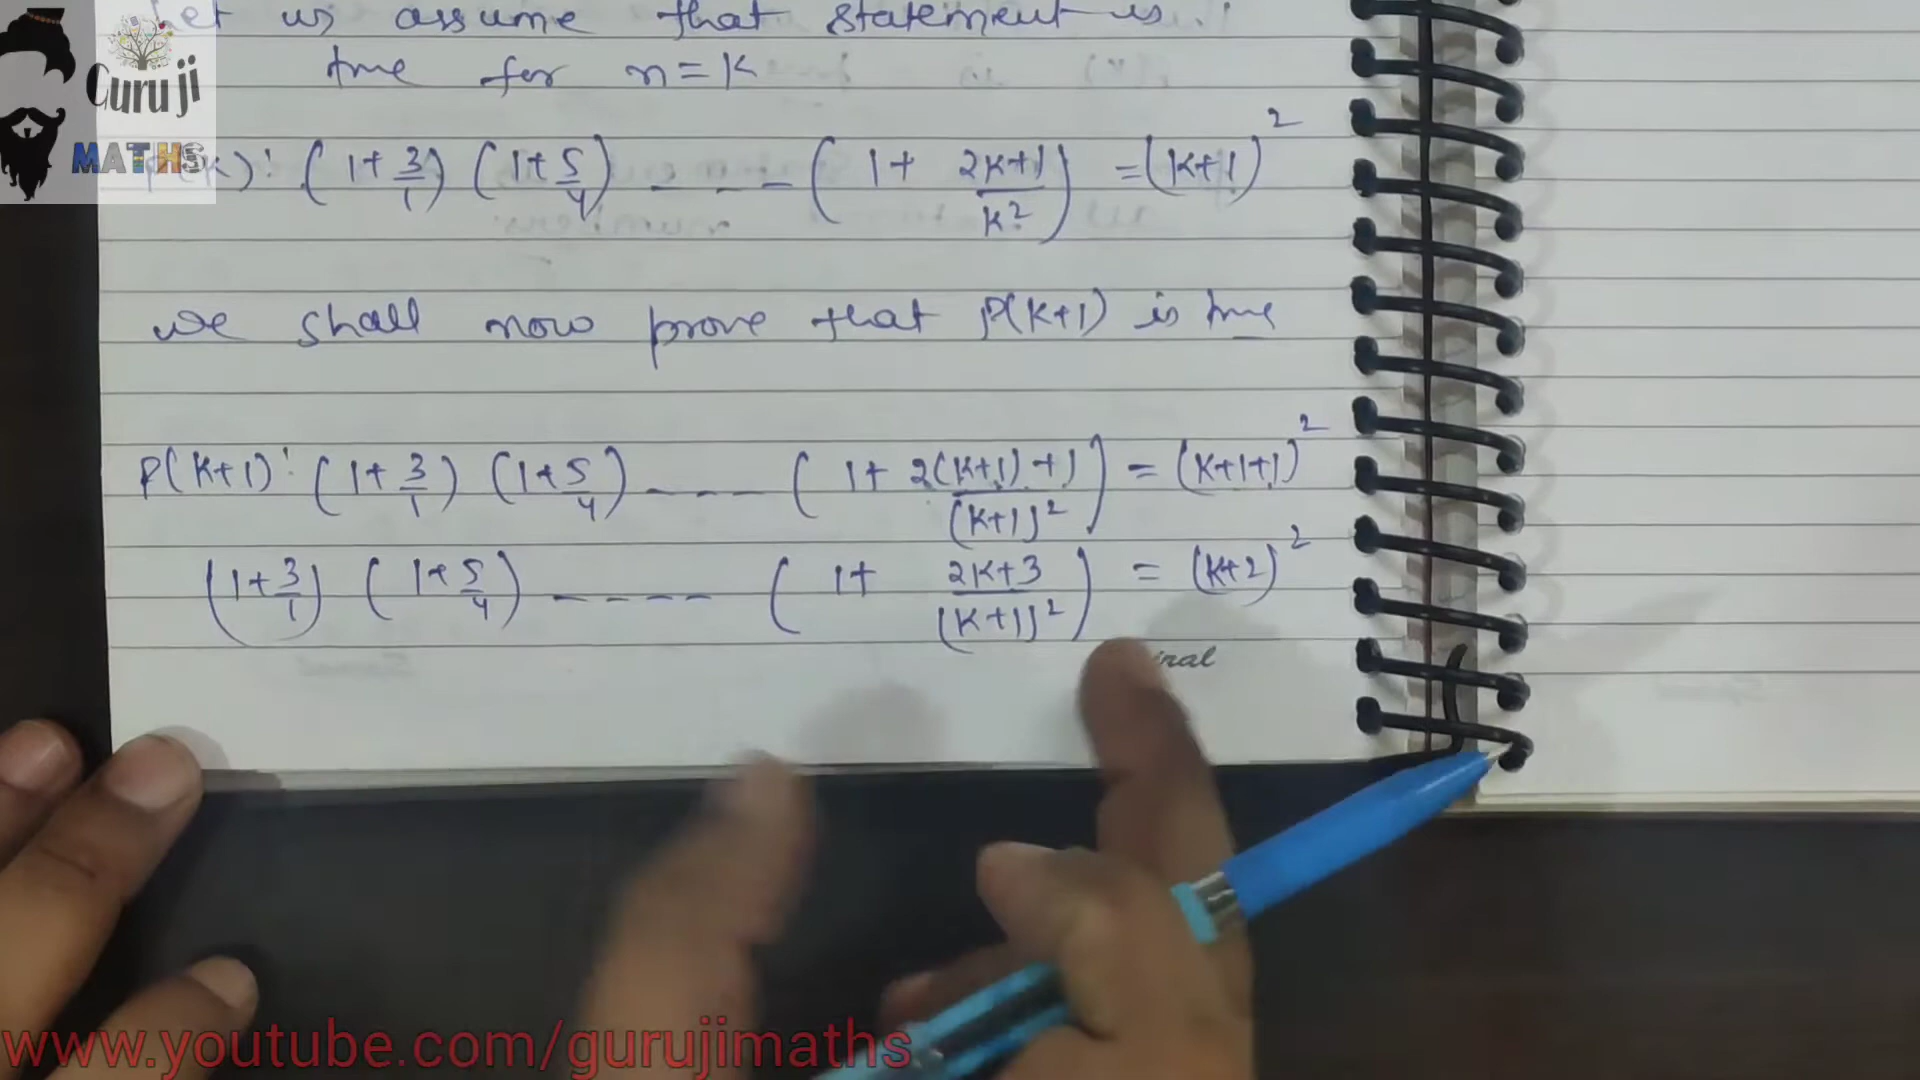 Let us assume that statement is
true for n=k
P(k): (1+3/1) (1+5/4) - - - (1+ 2k+1/k²) = (k+1)²
we shall now prove that P(k+1) is true
P(k+1): (1+3/1) (1+5/4) - - - (1+ 2(k+1)+1/(k+1)²) = (k+1+1)²
(1+3/1) (1+5/4) - - - - (1+ 2k+3/(k+1)²) = (k+2)²
Guruji
MATHS
www.youtube.com/gurujimaths